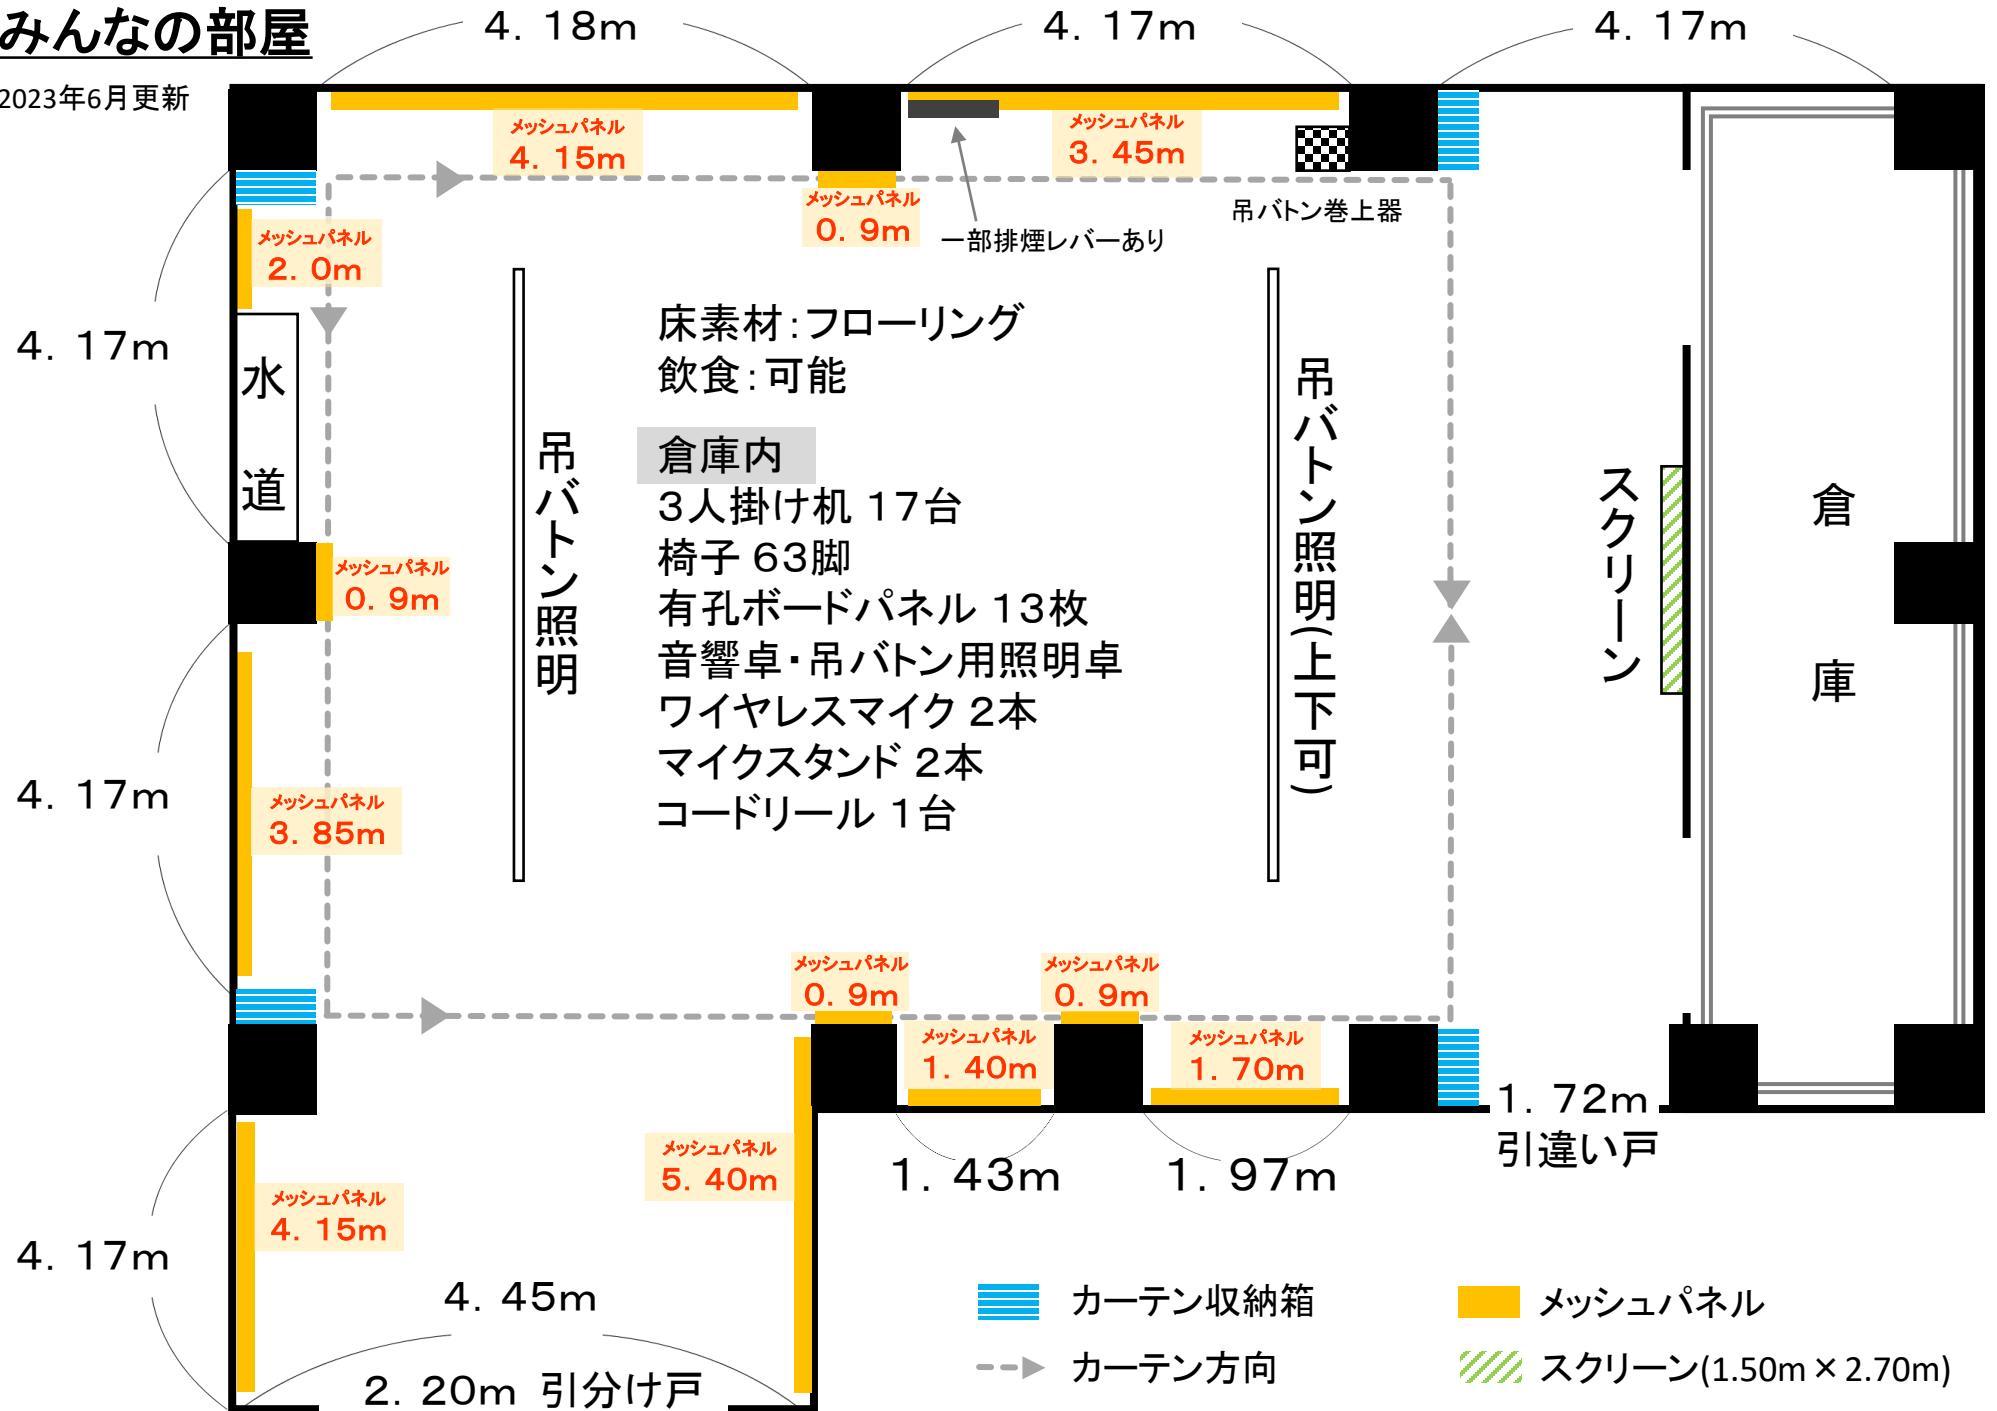 みんなの部屋
2023年6月更新
4. 18m
4. 17m
4. 17m
メッシュパネル
4. 15m
メッシュパネル
3. 45m
メッシュパネル
0. 9m
一部排煙レバーあり
吊バトン巻上器
メッシュパネル
2. 0m
4. 17m
水道
床素材：フローリング
飲食：可能
倉庫内
3人掛け机 17台
椅子 63脚
有孔ボードパネル 13枚
音響卓・吊バトン用照明卓
ワイヤレスマイク 2本
マイクスタンド 2本
コードリール 1台
吊バトン照明
吊バトン照明(上下可)
スクリーン
倉庫
メッシュパネル
0. 9m
4. 17m
メッシュパネル
3. 85m
メッシュパネル
0. 9m
メッシュパネル
0. 9m
メッシュパネル
1. 40m
メッシュパネル
1. 70m
1. 43m
1. 97m
1. 72m
引違い戸
メッシュパネル
5. 40m
メッシュパネル
4. 15m
4. 17m
4. 45m
2. 20m 引分け戸
カーテン収納箱
メッシュパネル
カーテン方向
スクリーン(1.50m×2.70m)